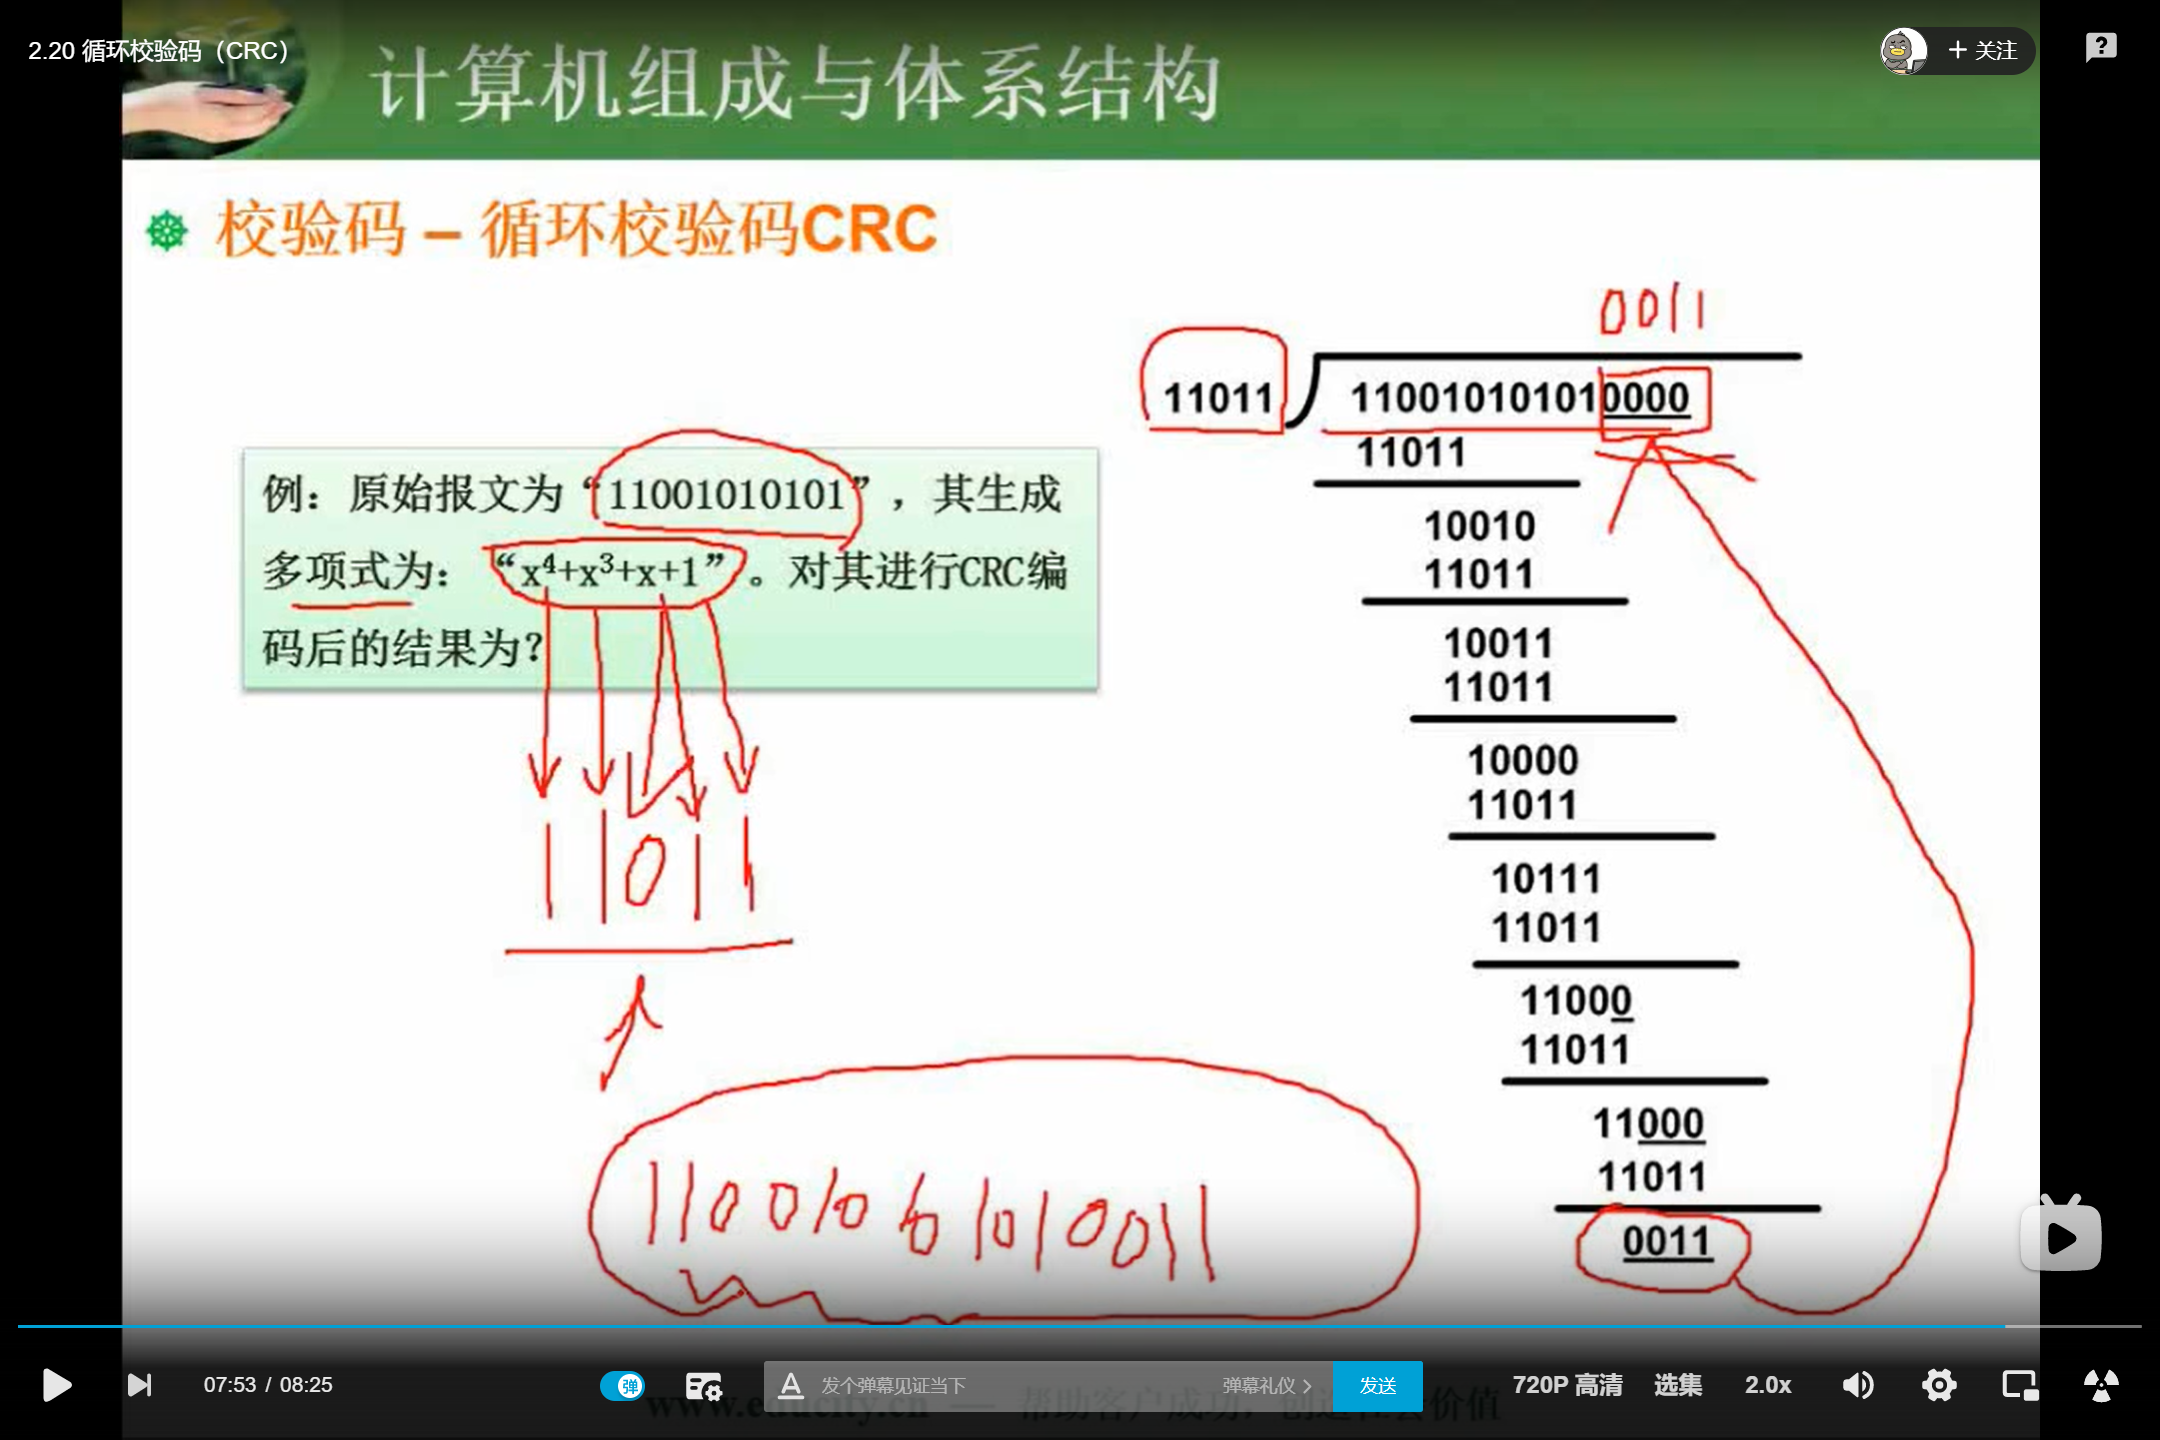 2.20 循环校验码（CRC）
+ 关注
计算机组成与体系结构
校验码 – 循环校验码CRC
0011
11011
110010101010000
11011
例：原始报文为“11001010101”，其生成
多项式为：“x⁴+x³+x+1”。对其进行CRC编
码后的结果为？
10010
11011
10011
11011
10000
11011
10111
11011
11000
11011
11000
11011
0011
11011
110010101010011
07:53 / 08:25
弹
发个弹幕见证当下
弹幕礼仪 >
发送
720P 高清
选集
2.0x
www.educity.cn — 帮助客户成功，创造社会价值